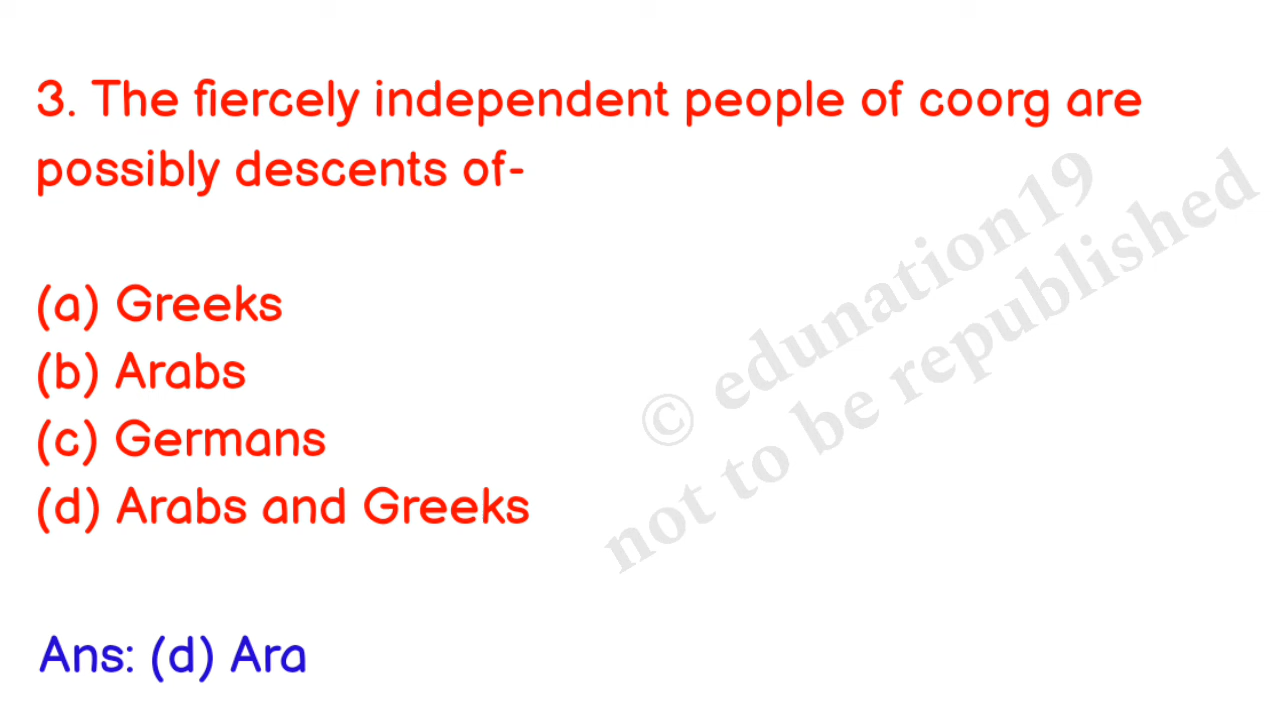 3. The fiercely independent people of coorg are
possibly descents of-
(a) Greeks
(b) Arabs
(c) Germans
(d) Arabs and Greeks
Ans: (d) Ara
© edunation19
not to be republished